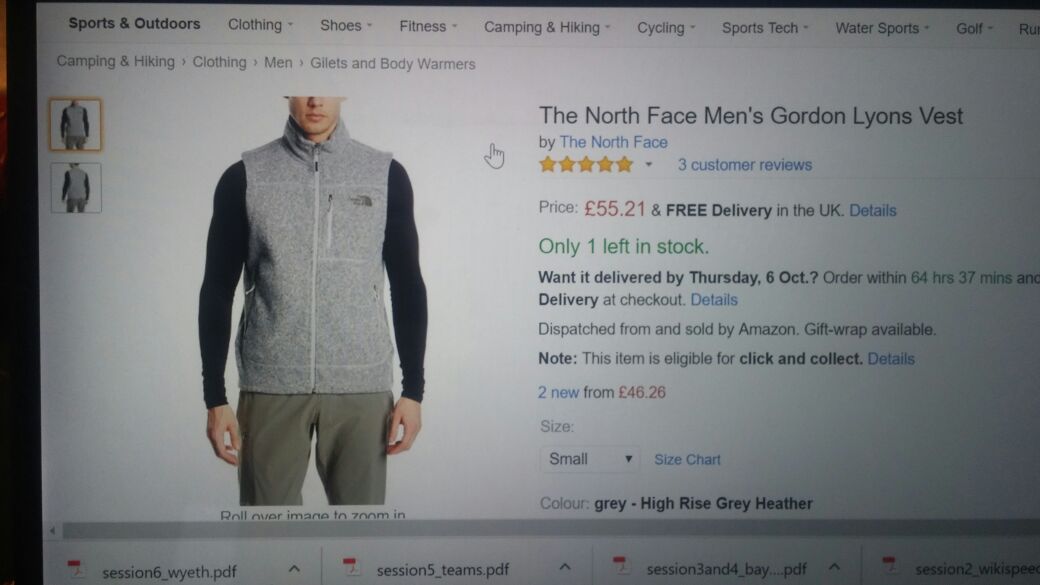 Sports & Outdoors Clothing Shoes Fitness Camping & Hiking Cycling Sports Tech Water Sports Golf Ru
Camping & Hiking › Clothing › Men › Gilets and Body Warmers
The North Face Men's Gordon Lyons Vest
by The North Face
3 customer reviews
Price: £55.21 & FREE Delivery in the UK. Details
Only 1 left in stock.
Want it delivered by Thursday, 6 Oct.? Order within 64 hrs 37 mins and
Delivery at checkout. Details
Dispatched from and sold by Amazon. Gift-wrap available.
Note: This item is eligible for click and collect. Details
2 new from £46.26
Size:
Small Size Chart
Colour: grey - High Rise Grey Heather
Roll over image to zoom in
session6_wyeth.pdf session5_teams.pdf session3and4_bay....pdf session2_wikispeed